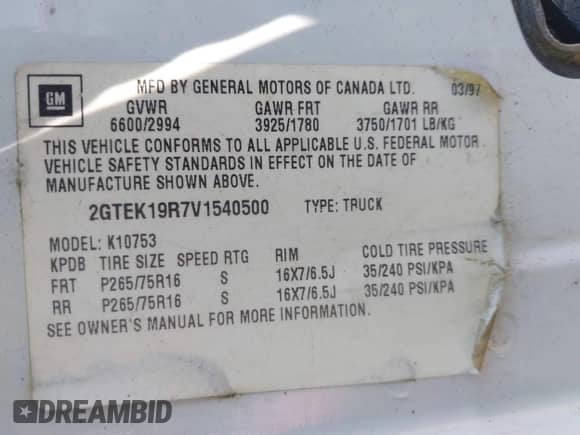 GM
MFD BY GENERAL MOTORS OF CANADA LTD. 03/97
GVWR GAWR FRT GAWR RR
6600/2994 3925/1780 3750/1701 LB/KG
THIS VEHICLE CONFORMS TO ALL APPLICABLE U.S. FEDERAL MOTOR
VEHICLE SAFETY STANDARDS IN EFFECT ON THE DATE OF
MANUFACTURE SHOWN ABOVE.
2GTEK19R7V1540500 TYPE: TRUCK
MODEL: K10753
KPDB TIRE SIZE SPEED RTG RIM COLD TIRE PRESSURE
FRT P265/75R16 S 16X7/6.5J 35/240 PSI/KPA
RR P265/75R16 S 16X7/6.5J 35/240 PSI/KPA
SEE OWNER'S MANUAL FOR MORE INFORMATION.
DREAMBID